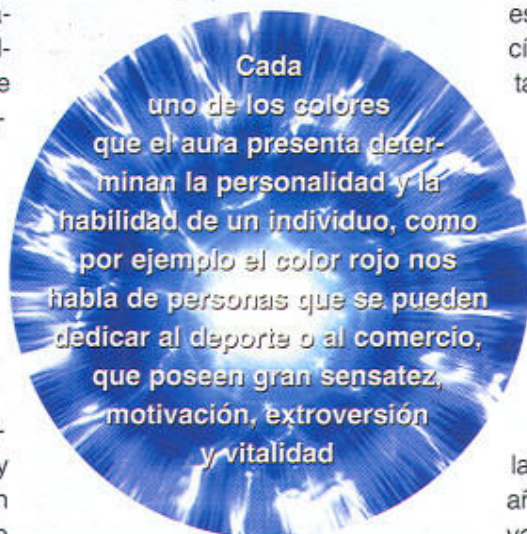 Cada
uno de los colores
que el aura presenta deter-
minan la personalidad y la
habilidad de un individuo, como
por ejemplo el color rojo nos
habla de personas que se pueden
dedicar al deporte o al comercio,
que poseen gran sensatez,
motivación, extroversión
y vitalidad